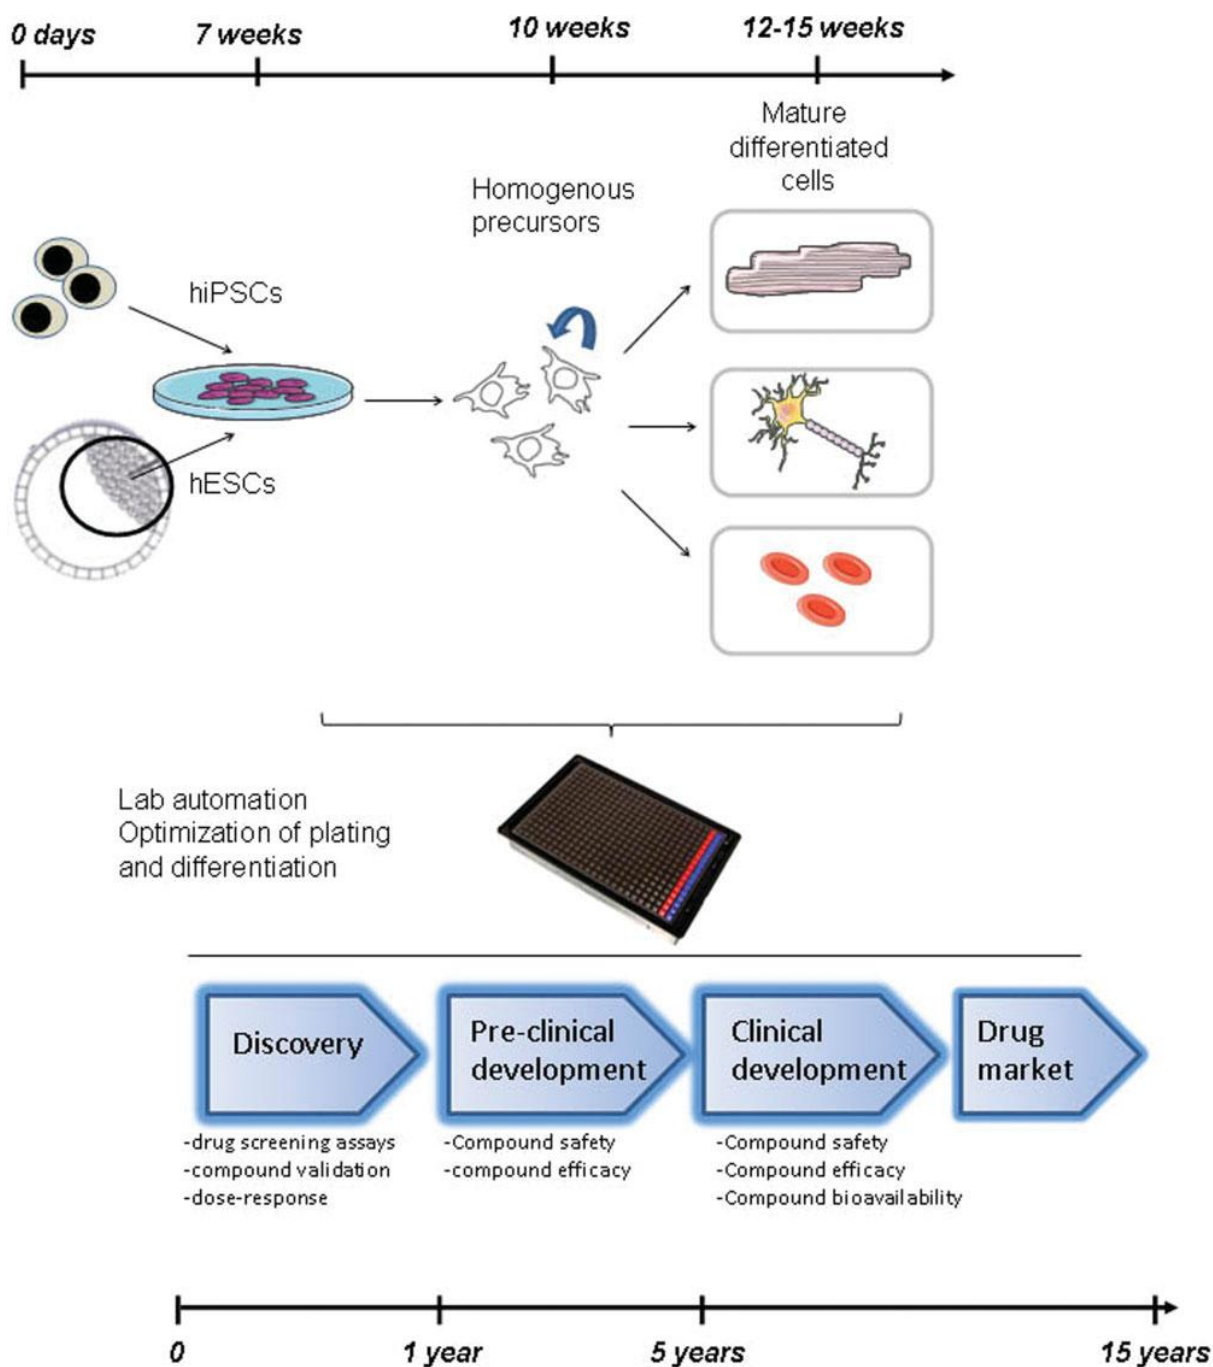 0 days 7 weeks 10 weeks 12-15 weeks
Mature
differentiated
cells
Homogenous
precursors
hiPSCs
hESCs
Lab automation
Optimization of plating
and differentiation
Discovery
Pre-clinical
development
Clinical
development
Drug
market
-drug screening assays
-compound validation
-dose-response
-Compound safety
-compound efficacy
-Compound safety
-Compound efficacy
-Compound bioavailability
0 1 year 5 years 15 years